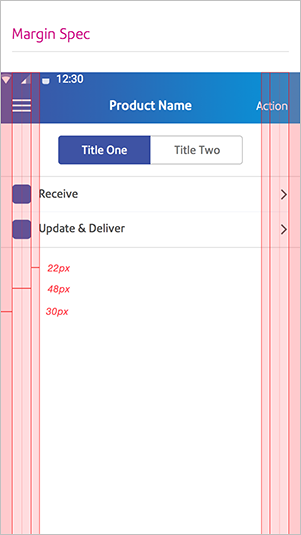 Margin Spec
12:30
Product Name Action
Title One Title Two
Receive
Update & Deliver
22px
48px
30px